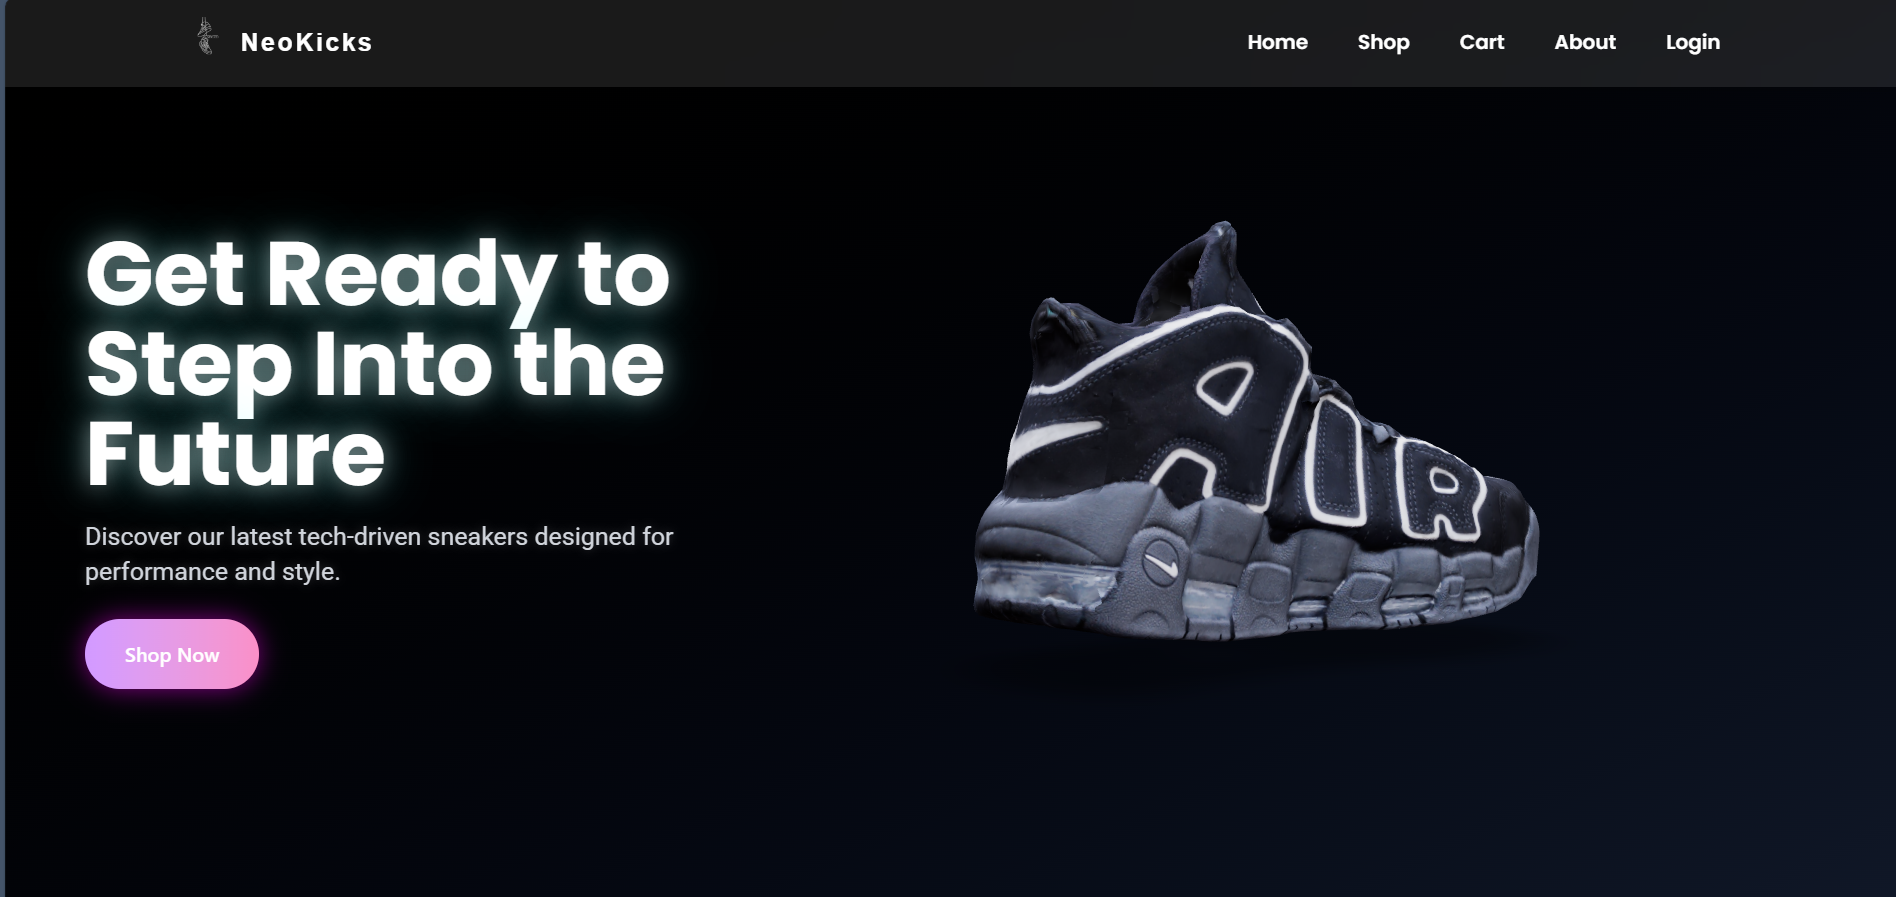 NeoKicks
Home Shop Cart About Login
Get Ready to
Step Into the
Future
Discover our latest tech-driven sneakers designed for
performance and style.
Shop Now
AIR